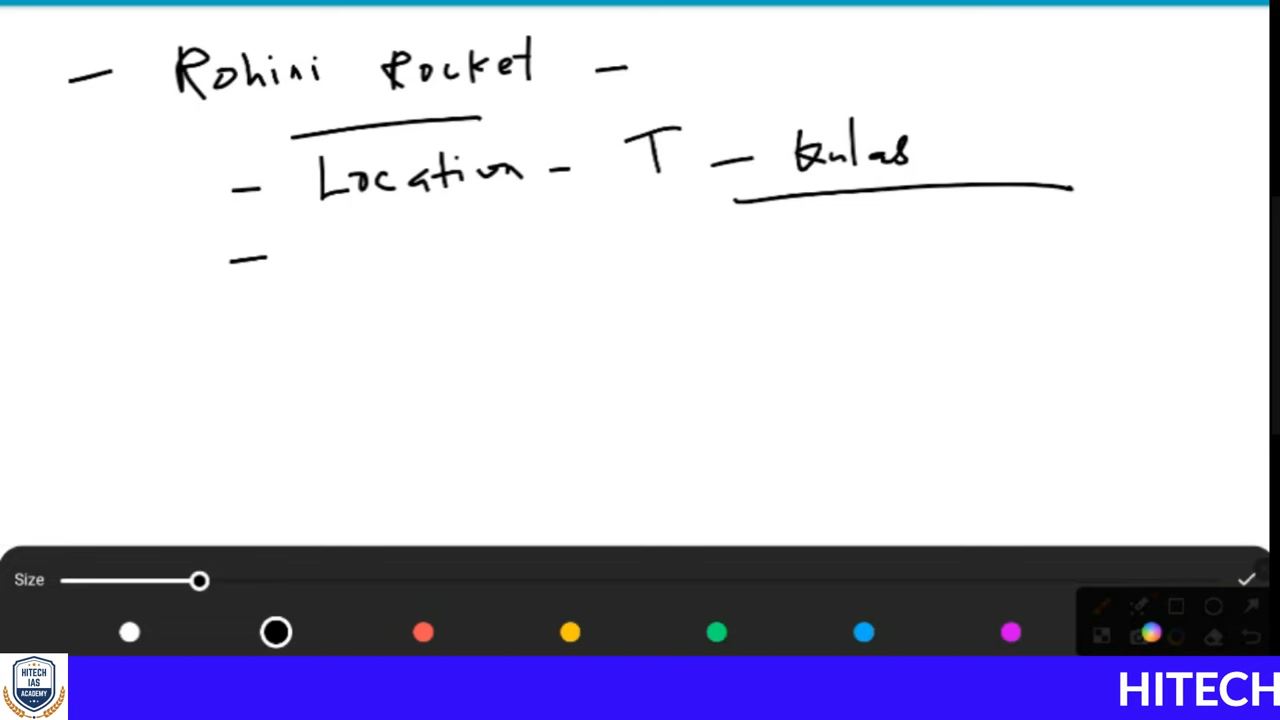 - Rohini Rocket -
- Location - T - Kulas
-
Size
HITECH
IAS
ACADEMY
HITECH